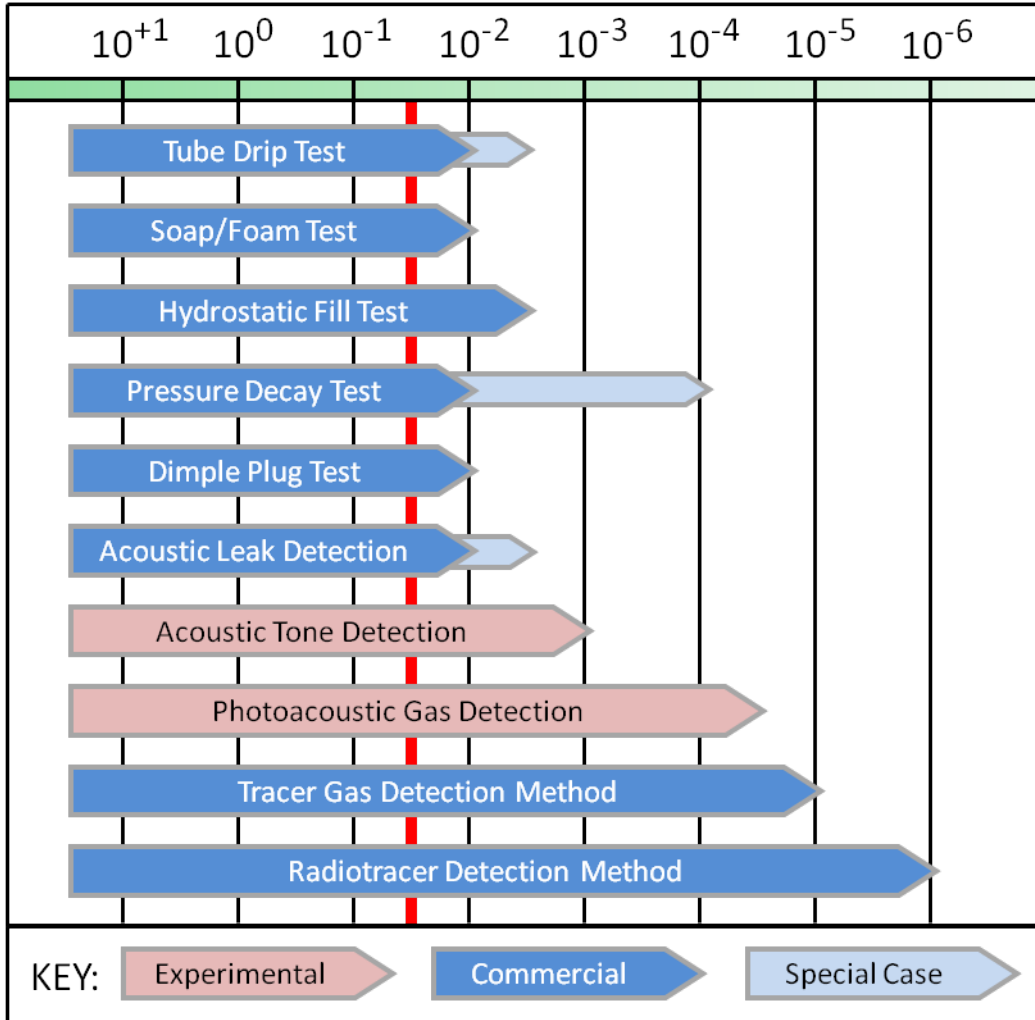 10⁺¹ 10⁰ 10⁻¹ 10⁻² 10⁻³ 10⁻⁴ 10⁻⁵ 10⁻⁶
Tube Drip Test
Soap/Foam Test
Hydrostatic Fill Test
Pressure Decay Test
Dimple Plug Test
Acoustic Leak Detection
Acoustic Tone Detection
Photoacoustic Gas Detection
Tracer Gas Detection Method
Radiotracer Detection Method
KEY: Experimental Commercial Special Case